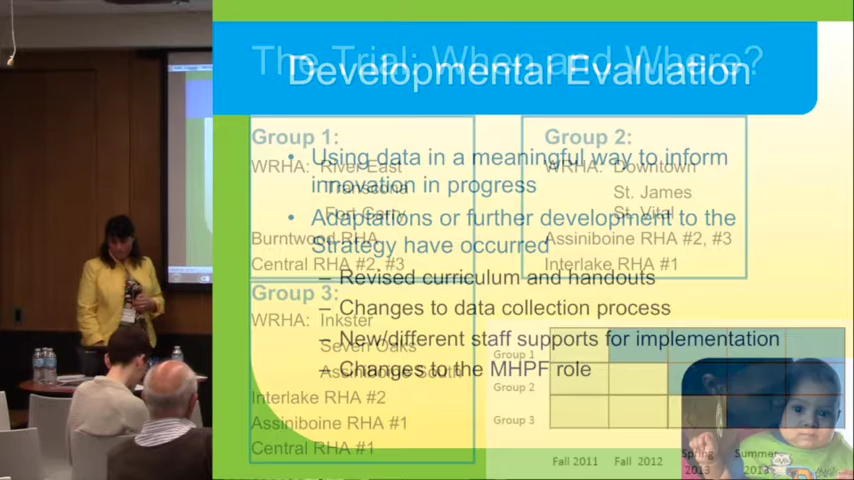 The Trial: When and Where?
Developmental Evaluation
Group 1:
WRHA: River East
Transcona
Fort Garry
Burntwood RHA
Central RHA #2, #3
Group 2:
WRHA: Downtown
St. James
St. Vital
Assiniboine RHA #2, #3
Interlake RHA #1
Group 3:
WRHA: Inkster
Seven Oaks
Assiniboine South
Interlake RHA #2
Assiniboine RHA #1
Central RHA #1
• Using data in a meaningful way to inform
innovation in progress
• Adaptations or further development to the
Strategy have occurred
– Revised curriculum and handouts
– Changes to data collection process
– New/different staff supports for implementation
– Changes to the MHPF role
Group 1
Group 2
Group 3
Fall 2011 Fall 2012 Spring 2013 Summer 2013